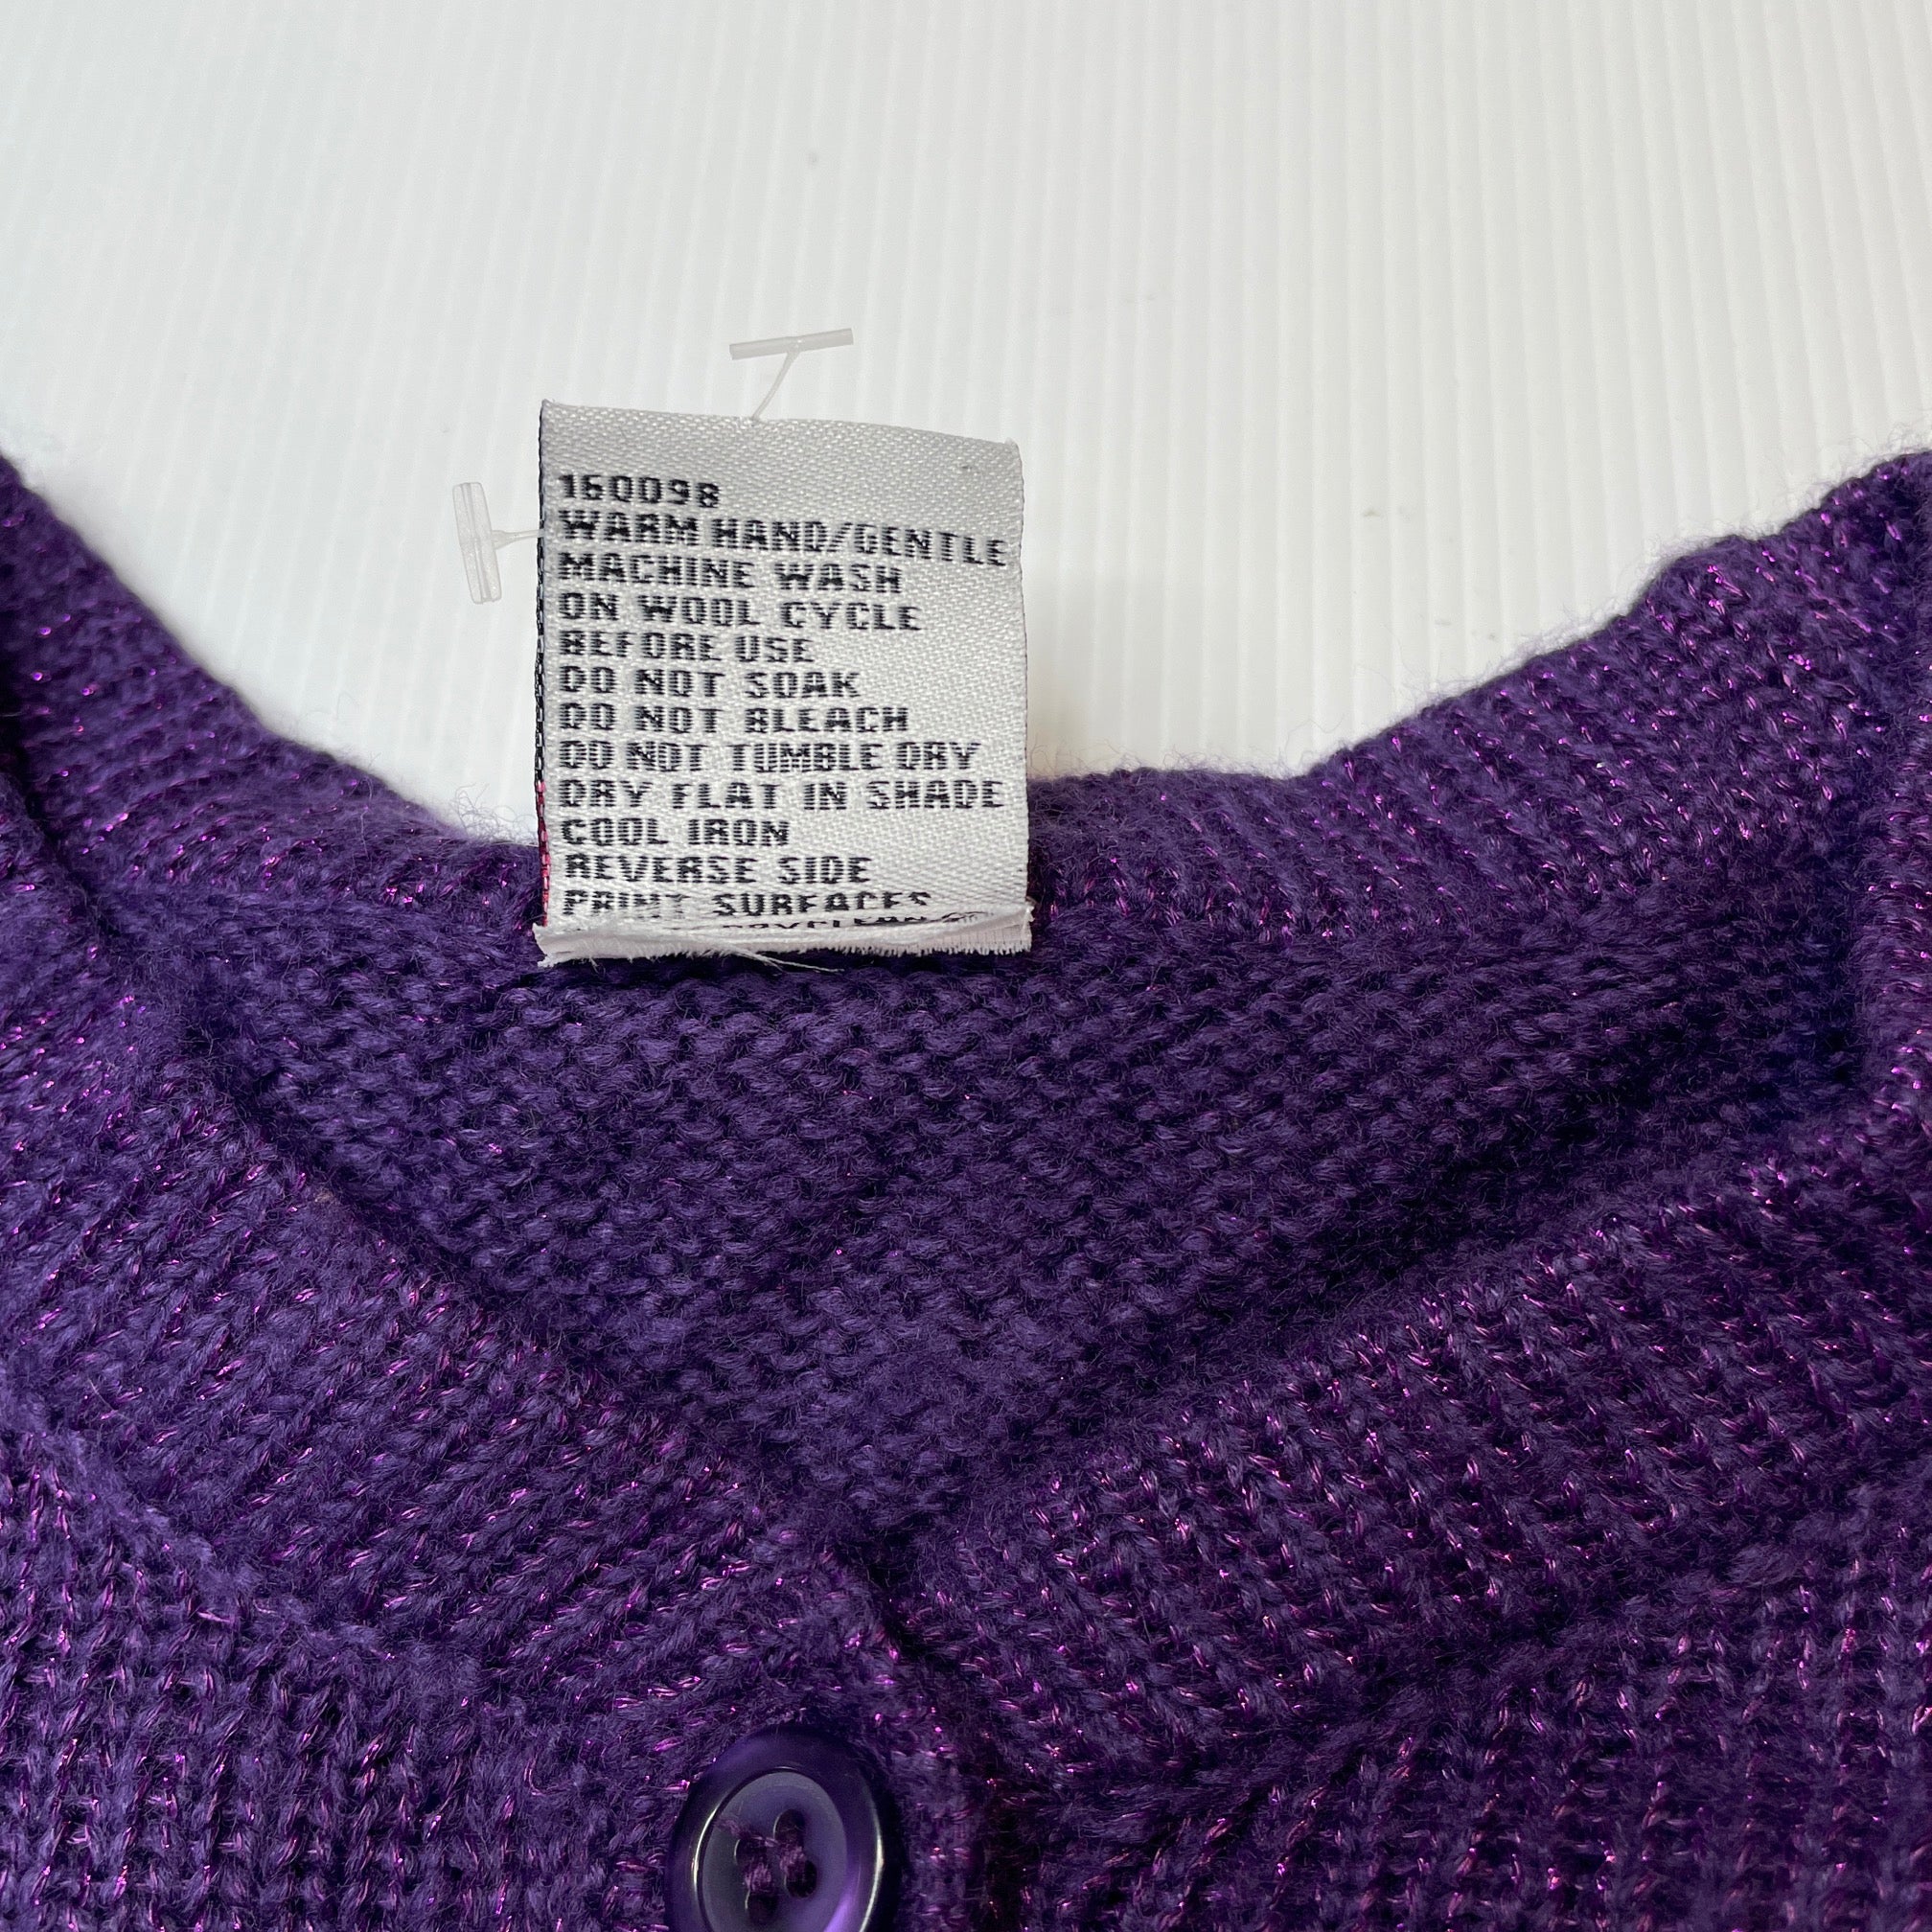 160098
WARM HAND/GENTLE
MACHINE WASH
ON WOOL CYCLE
BEFORE USE
DO NOT SOAK
DO NOT BLEACH
DO NOT TUMBLE DRY
DRY FLAT IN SHADE
COOL IRON
REVERSE SIDE
PRINT SURFACES